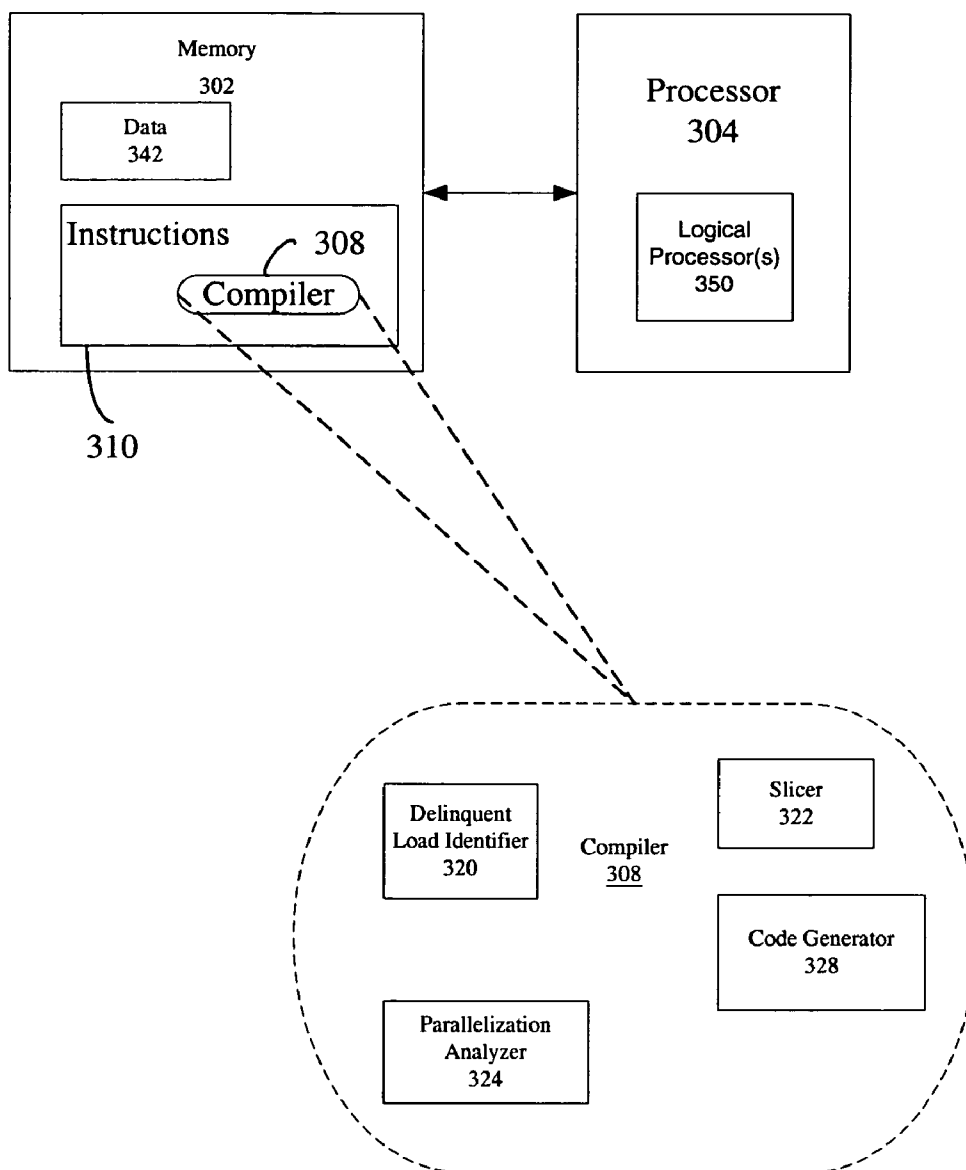 Memory
302
Data
342
Instructions
308
Compiler
310
Processor
304
Logical
Processor(s)
350
Delinquent
Load Identifier
320
Compiler
308
Slicer
322
Code Generator
328
Parallelization
Analyzer
324